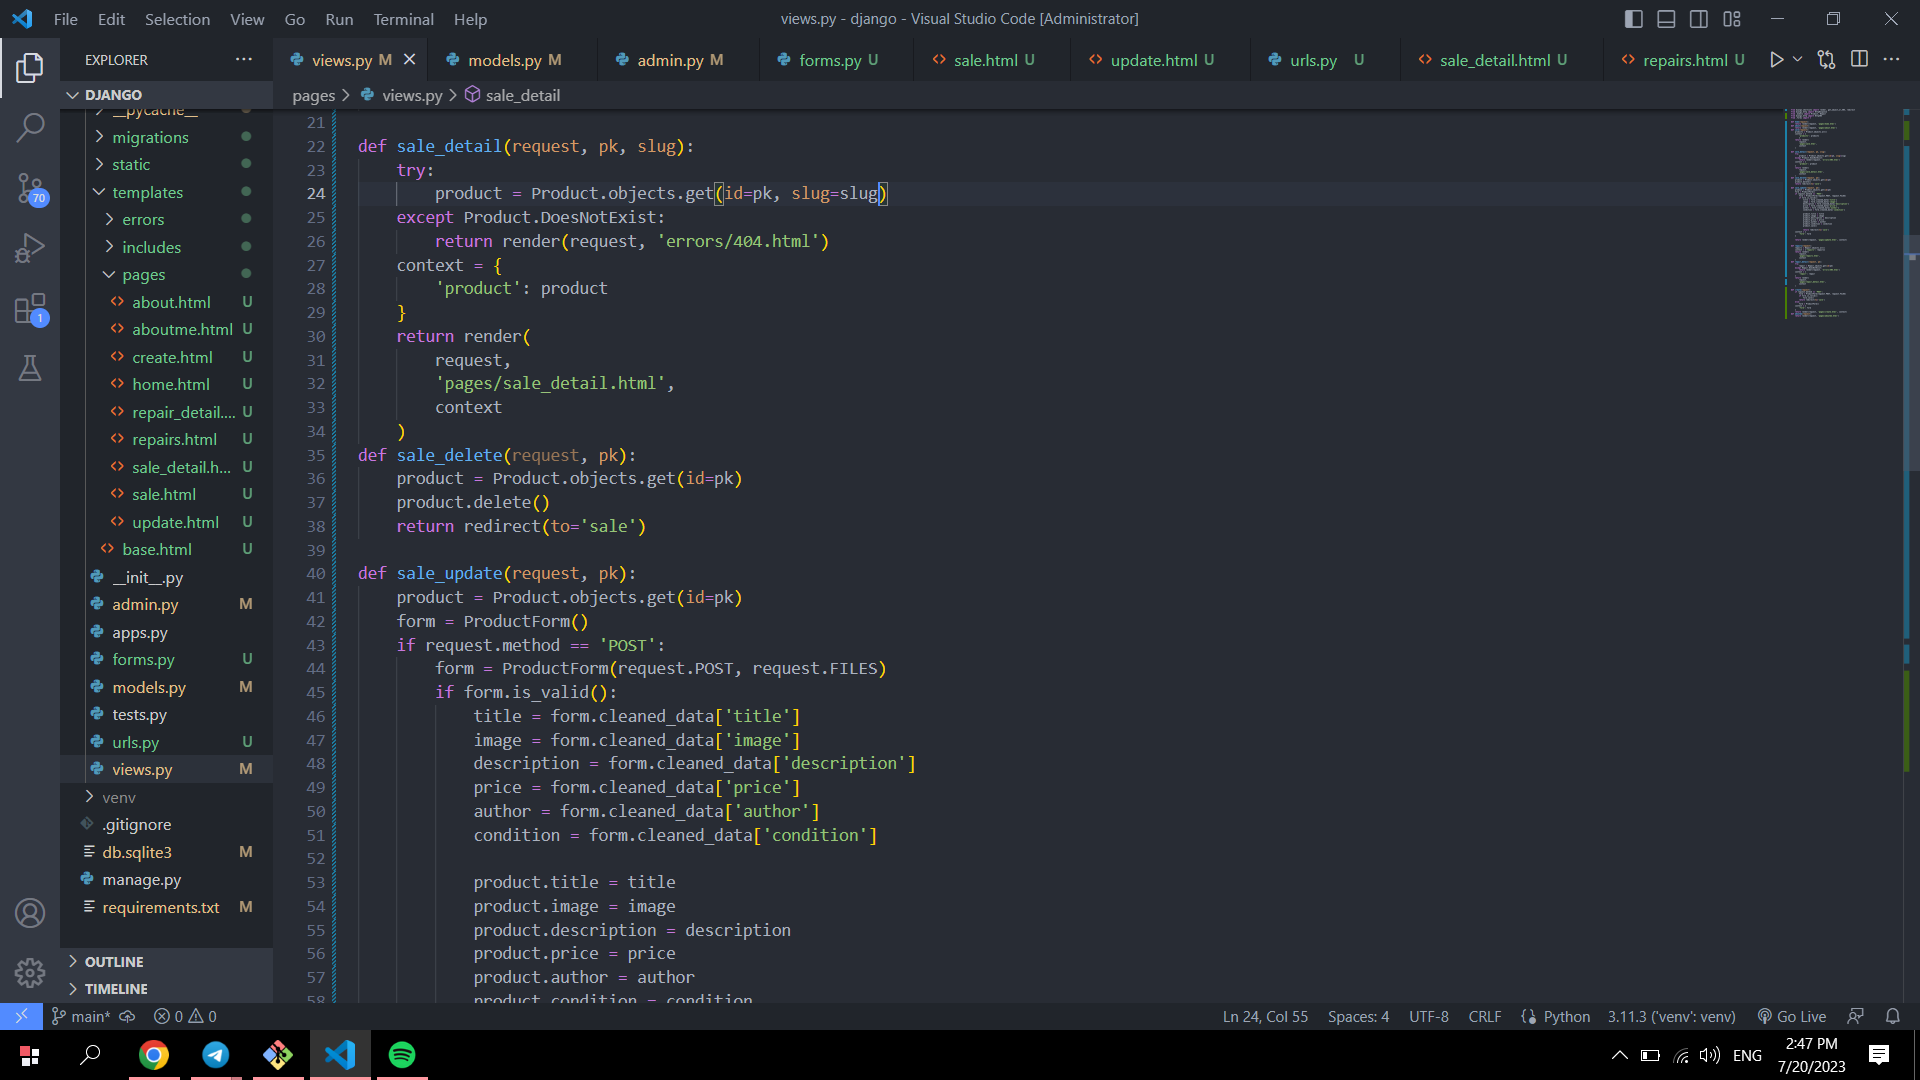 File Edit Selection View Go Run Terminal Help
views.py - django - Visual Studio Code [Administrator]
EXPLORER
views.py M
models.py M
admin.py M
forms.py U
sale.html U
update.html U
urls.py U
sale_detail.html U
repairs.html U
DJANGO
pages > views.py > sale_detail
__pycache__
migrations
static
templates
errors
includes
pages
about.html U
aboutme.html U
create.html U
home.html U
repair_detail.... U
repairs.html U
sale_detail.h... U
sale.html U
update.html U
base.html U
__init__.py
admin.py M
apps.py
forms.py U
models.py M
tests.py
urls.py U
views.py M
venv
.gitignore
db.sqlite3 M
manage.py
requirements.txt M
OUTLINE
TIMELINE
70
1
21
22 def sale_detail(request, pk, slug):
23 try:
24 product = Product.objects.get(id=pk, slug=slug)
25 except Product.DoesNotExist:
26 return render(request, 'errors/404.html')
27 context = {
28 'product': product
29 }
30 return render(
31 request,
32 'pages/sale_detail.html',
33 context
34 )
35 def sale_delete(request, pk):
36 product = Product.objects.get(id=pk)
37 product.delete()
38 return redirect(to='sale')
39
40 def sale_update(request, pk):
41 product = Product.objects.get(id=pk)
42 form = ProductForm()
43 if request.method == 'POST':
44 form = ProductForm(request.POST, request.FILES)
45 if form.is_valid():
46 title = form.cleaned_data['title']
47 image = form.cleaned_data['image']
48 description = form.cleaned_data['description']
49 price = form.cleaned_data['price']
50 author = form.cleaned_data['author']
51 condition = form.cleaned_data['condition']
52
53 product.title = title
54 product.image = image
55 product.description = description
56 product.price = price
57 product.author = author
58 product.condition = condition
main* 0 0
Ln 24, Col 55 Spaces: 4 UTF-8 CRLF Python 3.11.3 ('venv': venv) Go Live
ENG
2:47 PM
7/20/2023